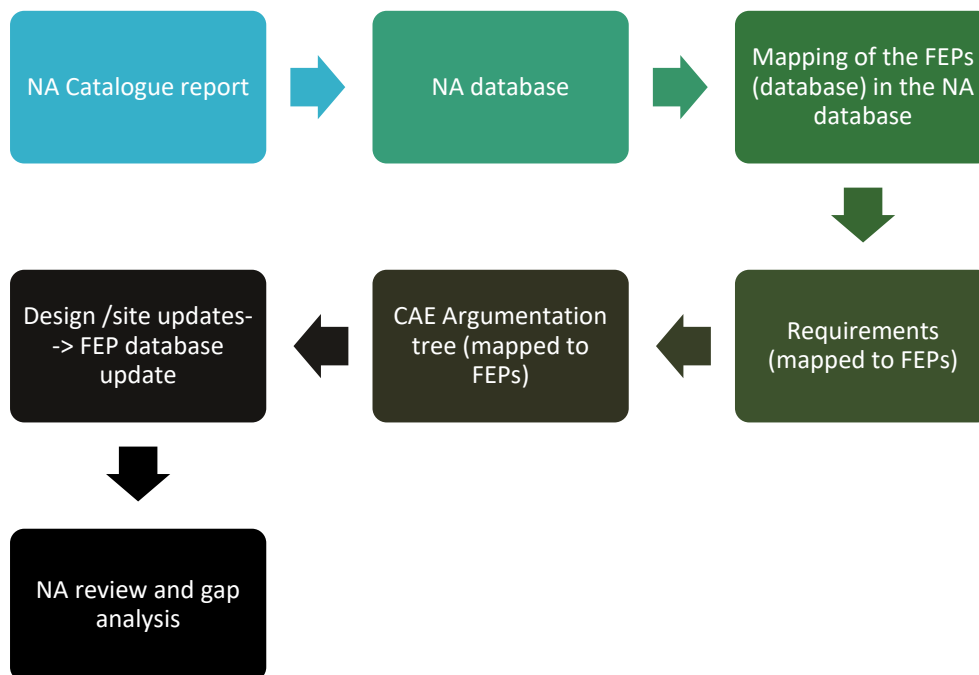 NA Catalogue report
NA database
Mapping of the FEPs
(database) in the NA
database
Requirements
(mapped to FEPs)
CAE Argumentation
tree (mapped to
FEPs)
Design /site updates-
-> FEP database
update
NA review and gap
analysis